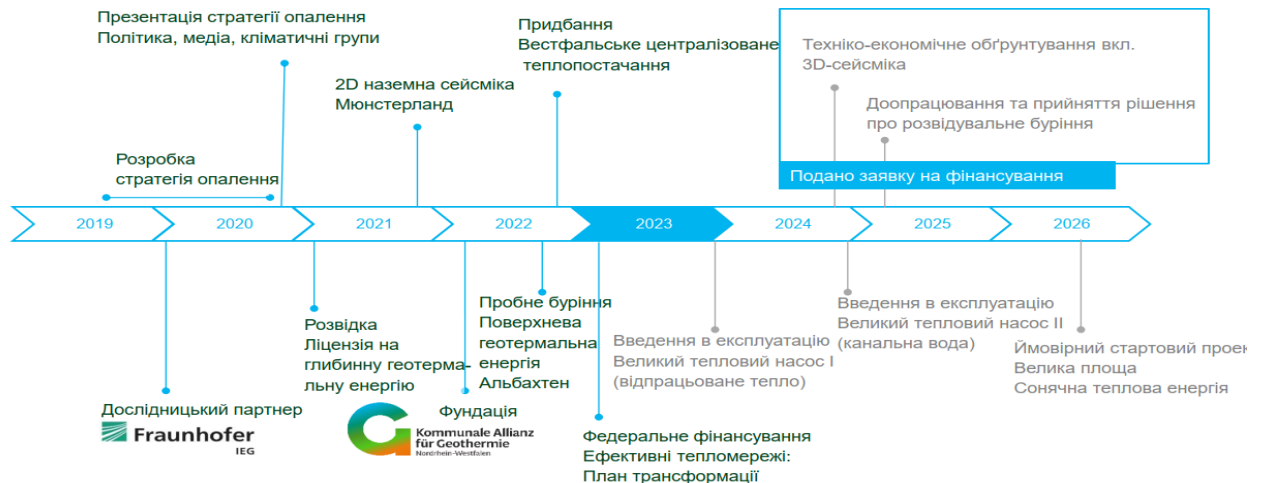 Презентація стратегії опалення
Політика, медіа, кліматичні групи
Придбання
Вестфальське централізоване
теплопостачання
Техніко-економічне обґрунтування вкл.
3D-сейсміка
2D наземна сейсміка
Мюнстерланд
Доопрацювання та прийняття рішення
про розвідувальне буріння
Розробка
стратегія опалення
Подано заявку на фінансування
2019
2020
2021
2022
2023
2024
2025
2026
Розвідка
Ліцензія на
глибинну геотерма-
льну енергію
Пробне буріння
Поверхнева
геотермальна
енергія
Альбахтен
Введення в експлуатацію
Великий тепловий насос I
(відпрацьоване тепло)
Введення в експлуатацію
Великий тепловий насос II
(канальна вода)
Ймовірний стартовий проек
Велика площа
Сонячна теплова енергія
Дослідницький партнер
Fraunhofer
IEG
Фундація
Kommunale Allianz
für Geothermie
Nordrhein-Westfalen
Федеральне фінансування
Ефективні тепломережі:
План трансформації